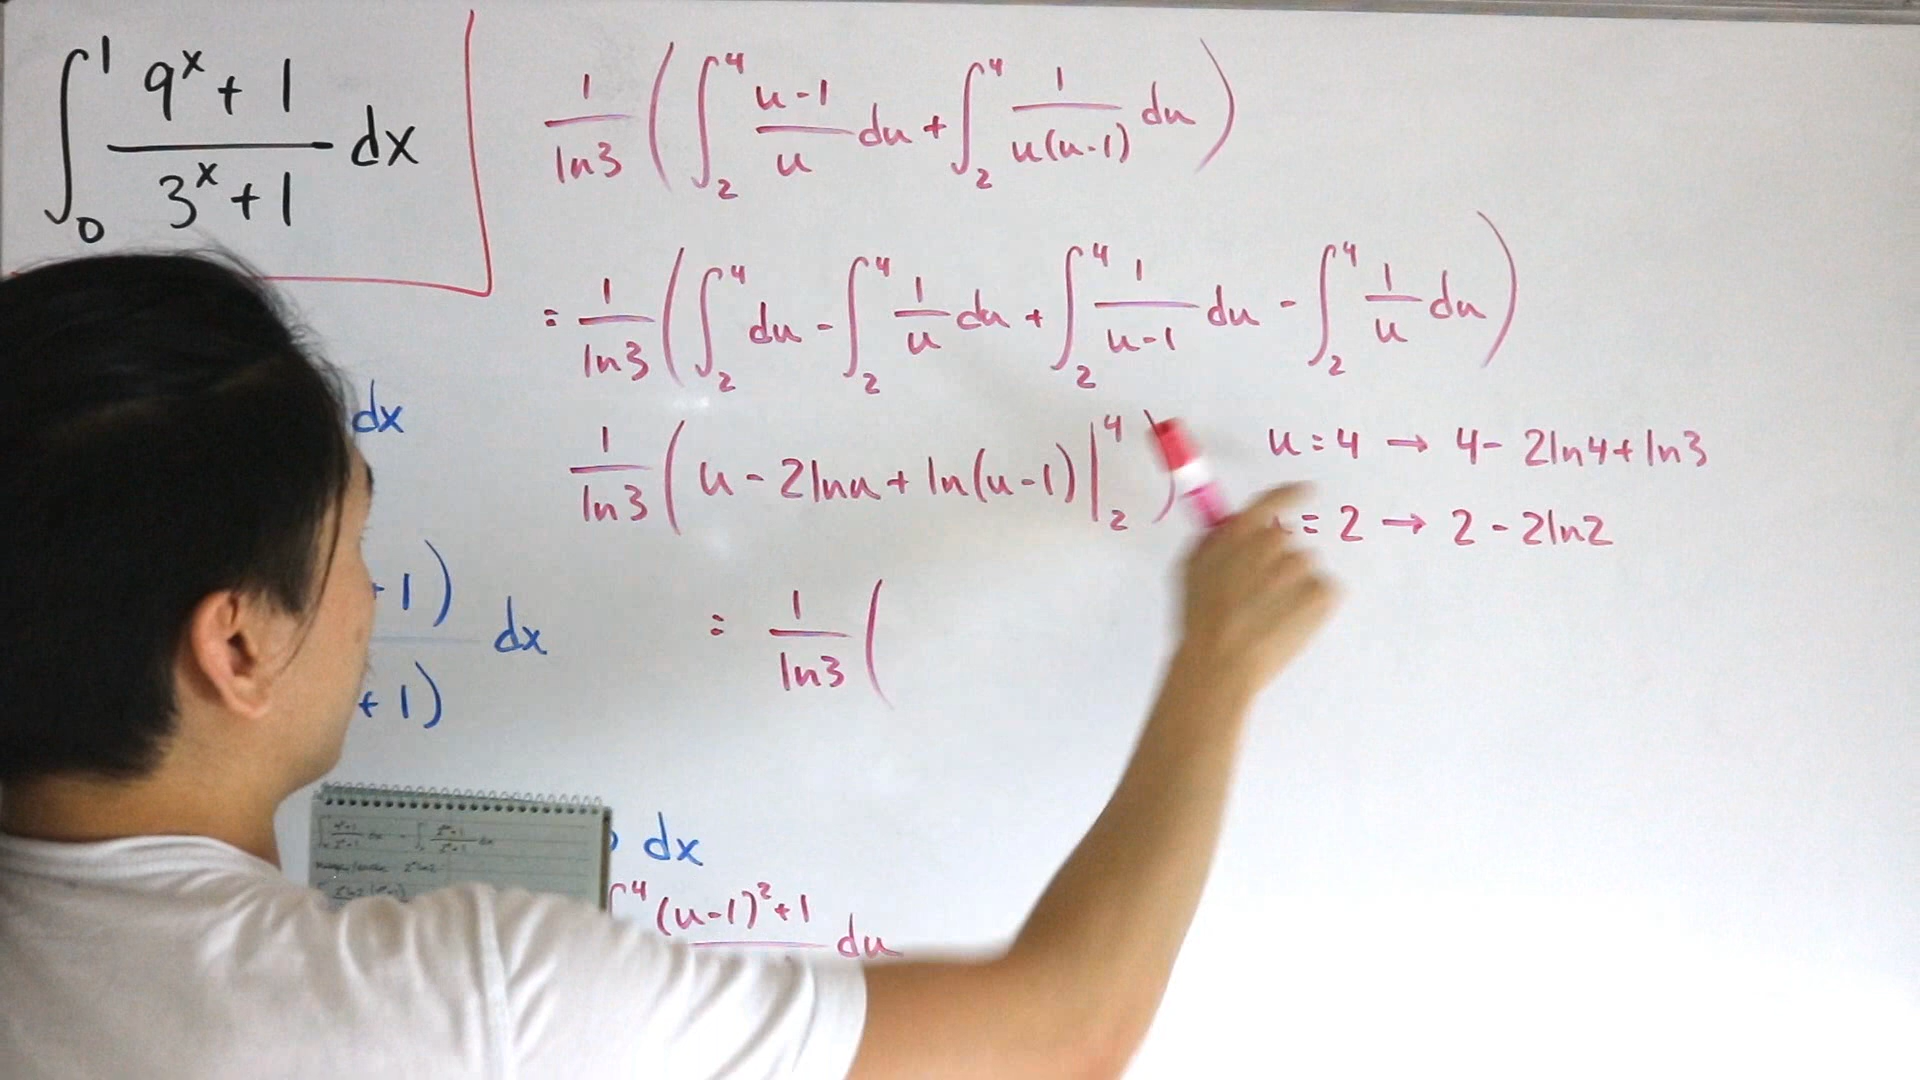 ∫₀¹ (9ˣ + 1)/(3ˣ + 1) dx
1/ln3 ( ∫₂⁴ (u-1)/u du + ∫₂⁴ 1/(u(u-1)) du )
= 1/ln3 ( ∫₂⁴ du - ∫₂⁴ 1/u du + ∫₂⁴ 1/(u-1) du - ∫₂⁴ 1/u du )
dx
1/ln3 ( u - 2lnu + ln(u-1) |₂⁴ )
u = 4 → 4 - 2ln4 + ln3
= 2 → 2 - 2ln2
+1)
+1)
dx
= 1/ln3 (
dx
∫⁴ (u-1)² + 1 du